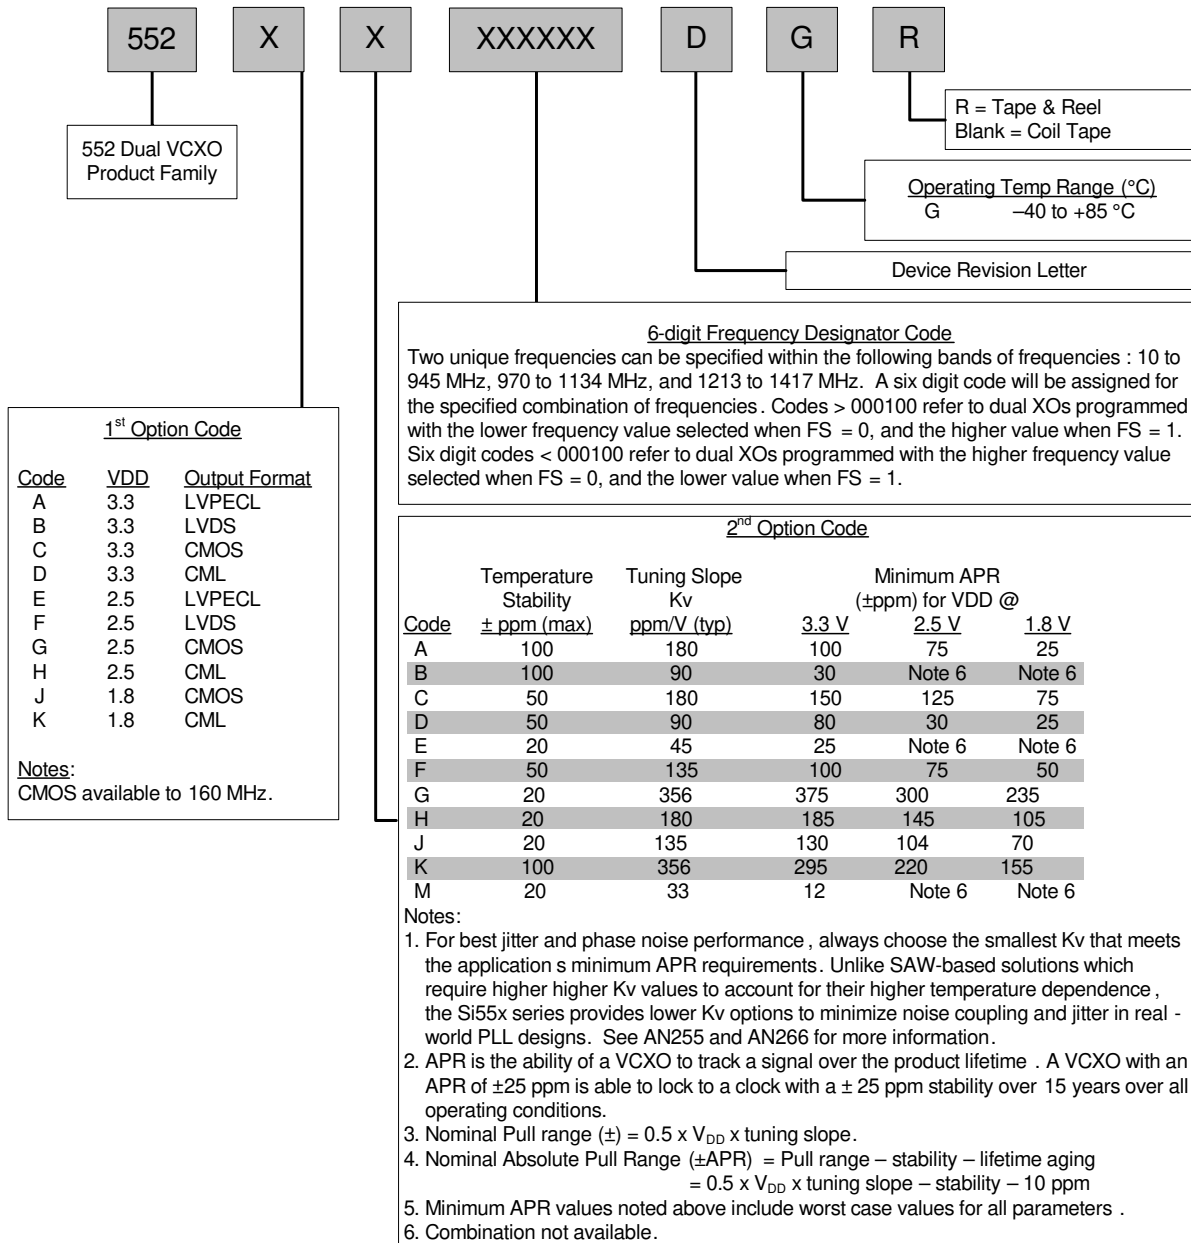 552 X X XXXXXX D G R
R = Tape & Reel
Blank = Coil Tape
552 Dual VCXO
Product Family
Operating Temp Range (°C)
G –40 to +85 °C
Device Revision Letter
6-digit Frequency Designator Code
Two unique frequencies can be specified within the following bands of frequencies : 10 to
945 MHz, 970 to 1134 MHz, and 1213 to 1417 MHz. A six digit code will be assigned for
the specified combination of frequencies. Codes > 000100 refer to dual XOs programmed
with the lower frequency value selected when FS = 0, and the higher value when FS = 1.
Six digit codes < 000100 refer to dual XOs programmed with the higher frequency value
selected when FS = 0, and the lower value when FS = 1.
1st Option Code
Code VDD Output Format
A 3.3 LVPECL
B 3.3 LVDS
C 3.3 CMOS
D 3.3 CML
E 2.5 LVPECL
F 2.5 LVDS
G 2.5 CMOS
H 2.5 CML
J 1.8 CMOS
K 1.8 CML
Notes:
CMOS available to 160 MHz.
2nd Option Code
Temperature Tuning Slope Minimum APR
Stability Kv (±ppm) for VDD @
Code ± ppm (max) ppm/V (typ) 3.3 V 2.5 V 1.8 V
A 100 180 100 75 25
B 100 90 30 Note 6 Note 6
C 50 180 150 125 75
D 50 90 80 30 25
E 20 45 25 Note 6 Note 6
F 50 135 100 75 50
G 20 356 375 300 235
H 20 180 185 145 105
J 20 135 130 104 70
K 100 356 295 220 155
M 20 33 12 Note 6 Note 6
Notes:
1. For best jitter and phase noise performance , always choose the smallest Kv that meets
the application s minimum APR requirements. Unlike SAW-based solutions which
require higher higher Kv values to account for their higher temperature dependence ,
the Si55x series provides lower Kv options to minimize noise coupling and jitter in real -
world PLL designs. See AN255 and AN266 for more information.
2. APR is the ability of a VCXO to track a signal over the product lifetime . A VCXO with an
APR of ±25 ppm is able to lock to a clock with a ± 25 ppm stability over 15 years over all
operating conditions.
3. Nominal Pull range (±) = 0.5 x VDD x tuning slope.
4. Nominal Absolute Pull Range (±APR) = Pull range – stability – lifetime aging
= 0.5 x VDD x tuning slope – stability – 10 ppm
5. Minimum APR values noted above include worst case values for all parameters .
6. Combination not available.